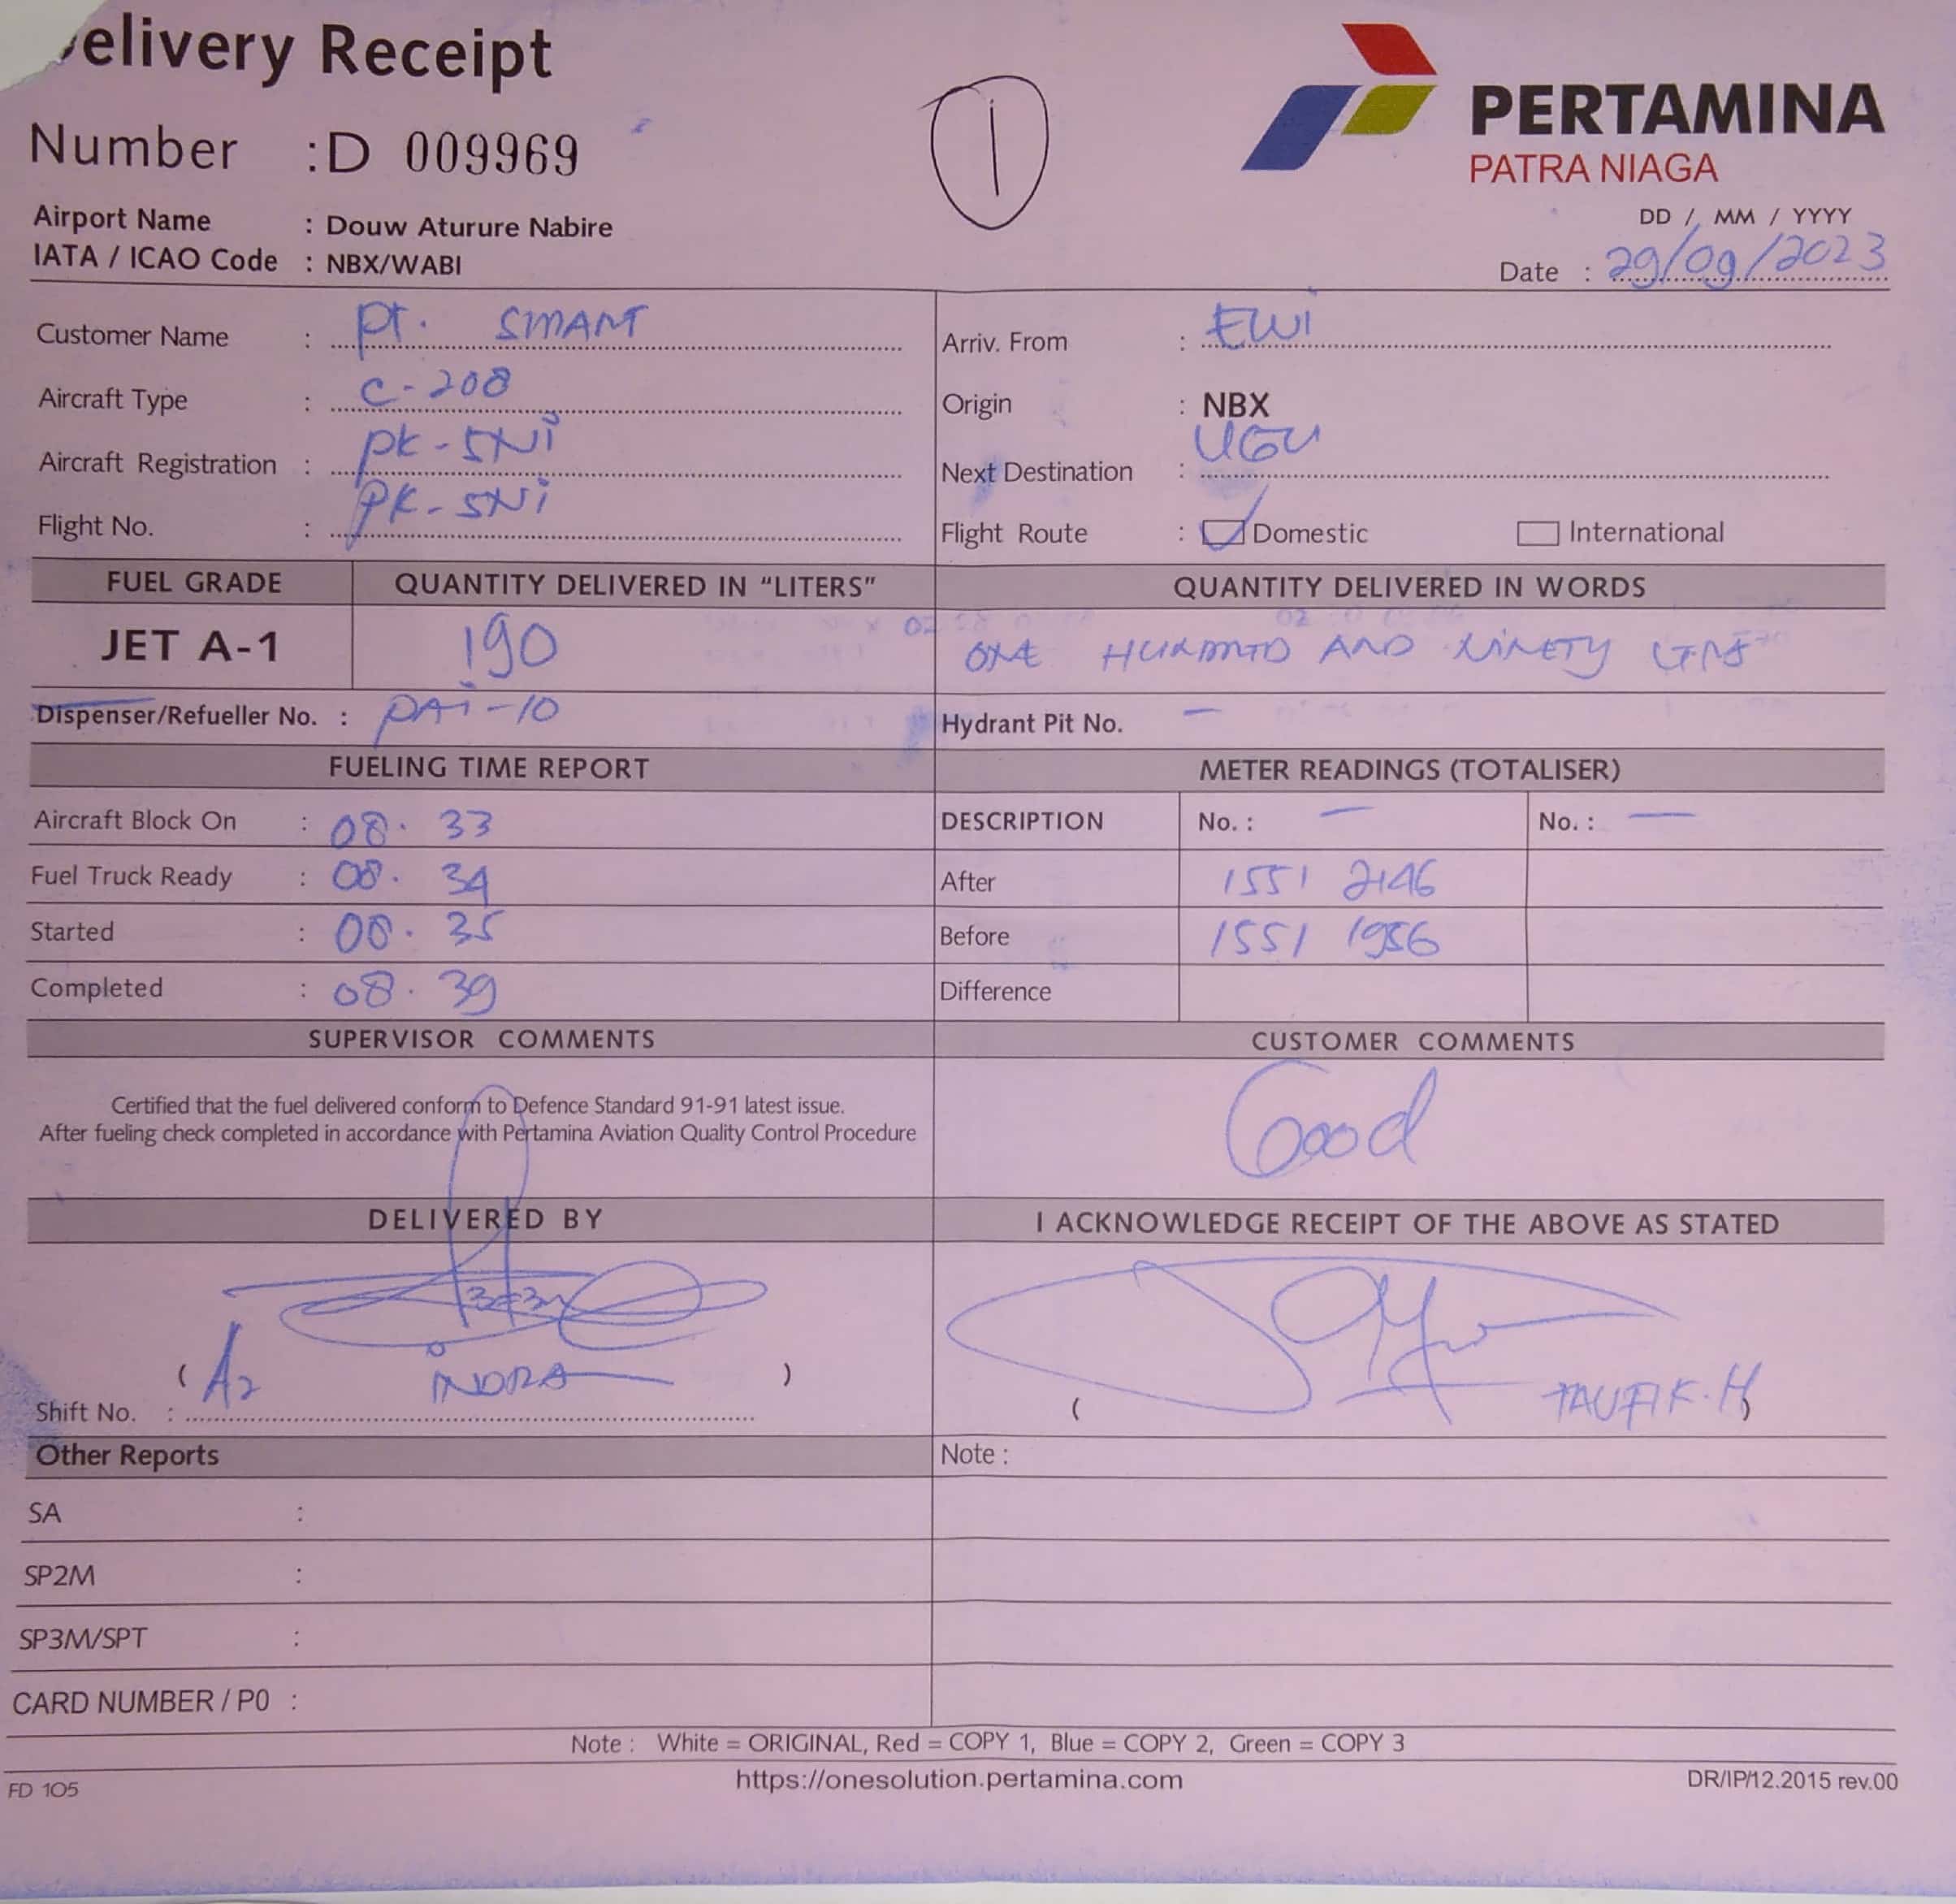 elivery Receipt
Number : D 009969
1
PERTAMINA
PATRA NIAGA
Airport Name : Douw Aturure Nabire
IATA / ICAO Code : NBX/WABI
DD / MM / YYYY
Date : 29/09/2023
Customer Name : PT. SMART
Arriv. From : EWI
Aircraft Type : C-208
Origin : NBX
Aircraft Registration : PK-SNI
Next Destination : UGU
Flight No. : PK-SNI
Flight Route : Domestic International
FUEL GRADE QUANTITY DELIVERED IN “LITERS” QUANTITY DELIVERED IN WORDS
JET A-1 190 ONE AND NINETY
Dispenser/Refueller No. : PAI-10
Hydrant Pit No. -
FUELING TIME REPORT METER READINGS (TOTALISER)
Aircraft Block On : 08. 33
DESCRIPTION No. : - No. : -
Fuel Truck Ready : 08. 34
After 1551 2146
Started : 08. 35
Before 1551 1956
Completed : 08. 39
Difference
SUPERVISOR COMMENTS CUSTOMER COMMENTS
Certified that the fuel delivered conform to Defence Standard 91-91 latest issue.
After fueling check completed in accordance with Pertamina Aviation Quality Control Procedure
Good
DELIVERED BY I ACKNOWLEDGE RECEIPT OF THE ABOVE AS STATED
( A2 INDRA )
( TAUFIK.H )
Shift No. :
Other Reports Note :
SA :
SP2M :
SP3M/SPT :
CARD NUMBER / P0 :
Note : White = ORIGINAL, Red = COPY 1, Blue = COPY 2, Green = COPY 3
FD 105 https://onesolution.pertamina.com DR/IP/12.2015 rev.00